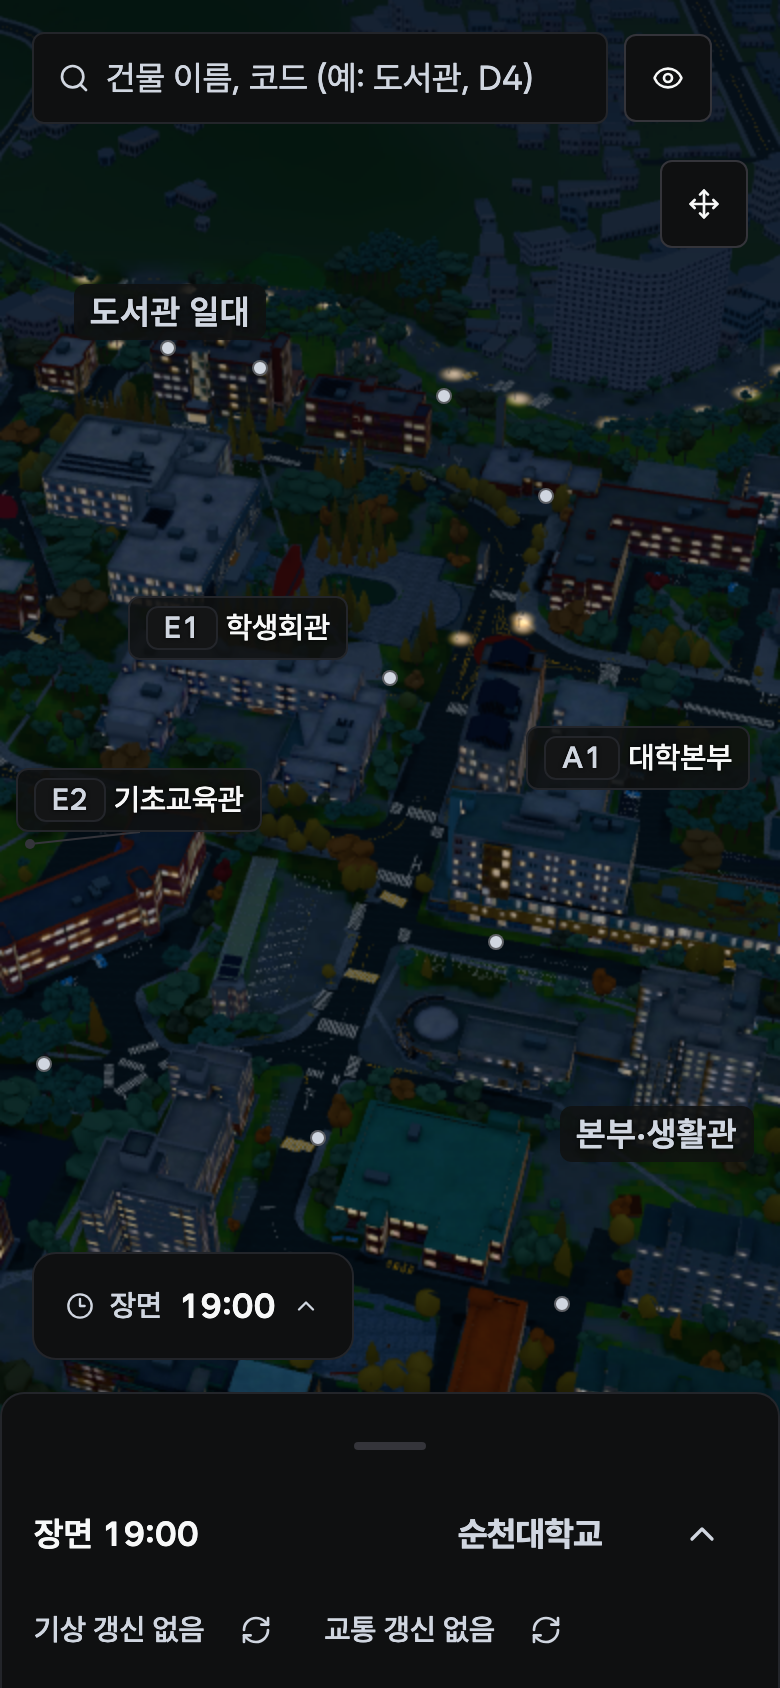 건물 이름, 코드 (예: 도서관, D4)
도서관 일대
E1 학생회관
A1 대학본부
E2 기초교육관
본부·생활관
장면 19:00
장면 19:00 순천대학교
기상 갱신 없음 교통 갱신 없음